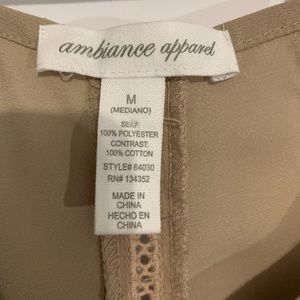 ambiance apparel
M
(MEDIANO)
SELF:
100% POLYESTER
CONTRAST:
100% COTTON
STYLE# 64030
RN# 134352
MADE IN
CHINA
HECHO EN
CHINA